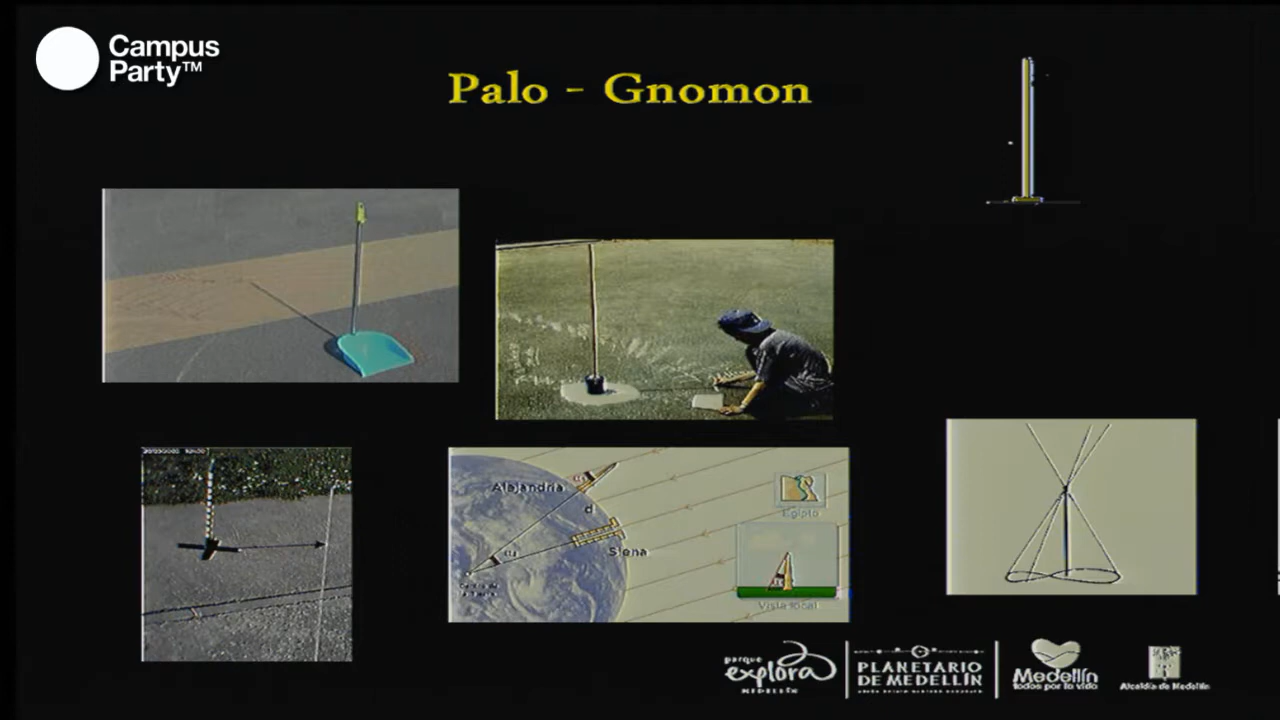 Campus
Party™
Palo - Gnomon
Alejandria
d
Siena
Egipto
Vista local
parque
explora
MEDELLÍN
PLANETARIO
DE MEDELLÍN
Medellín
todos por la vida
Alcaldía de Medellín